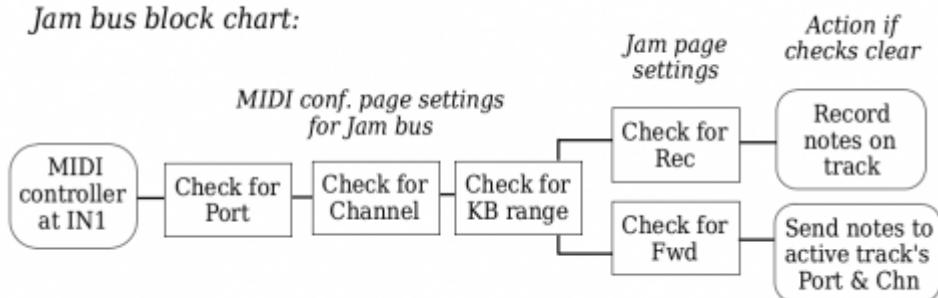 Jam bus block chart:
Action if
checks clear
Jam page
settings
MIDI conf. page settings
for Jam bus
MIDI
controller
at IN1
Check for
Port
Check for
Channel
Check for
KB range
Check for
Rec
Record
notes on
track
Check for
Fwd
Send notes to
active track's
Port & Chn